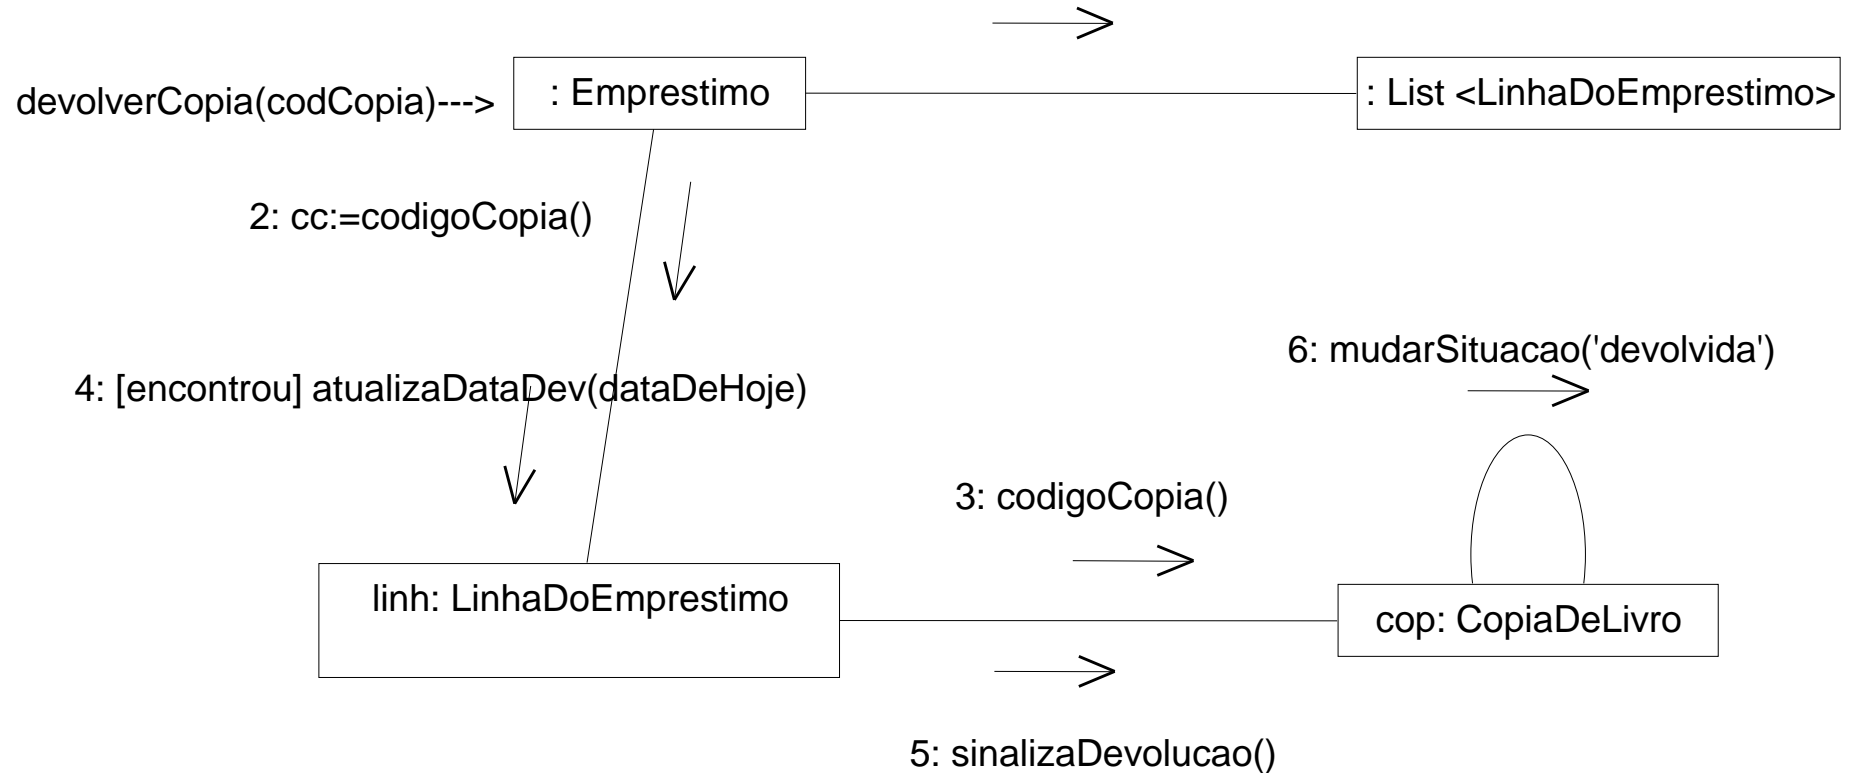 : Emprestimo
: List <LinhaDoEmprestimo>
devolverCopia(codCopia)--->
2: cc:=codigoCopia()
6: mudarSituacao('devolvida')
4: [encontrou] atualizaDataDev(dataDeHoje)
3: codigoCopia()
linh: LinhaDoEmprestimo
cop: CopiaDeLivro
5: sinalizaDevolucao()